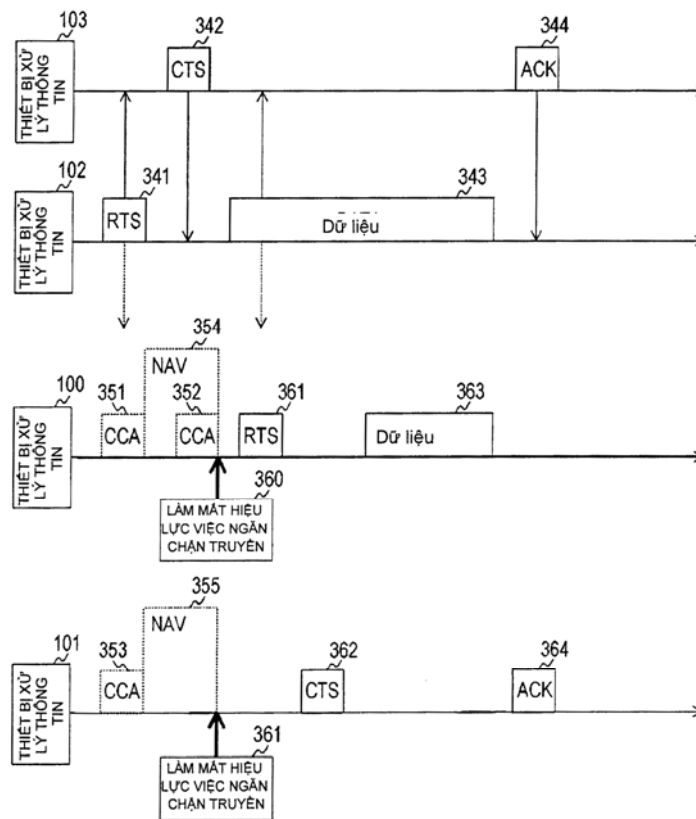 103
THIẾT BỊ XỬ
LÝ THÔNG
TIN
342
CTS
344
ACK
102
THIẾT BỊ XỬ
LÝ THÔNG
TIN
341
RTS
343
Dữ liệu
354
NAV
100
THIẾT BỊ XỬ
LÝ THÔNG
TIN
351
CCA
352
CCA
361
RTS
363
Dữ liệu
360
LÀM MẤT HIỆU
LỰC VIỆC NGĂN
CHẶN TRUYỀN
355
NAV
101
THIẾT BỊ XỬ
LÝ THÔNG
TIN
353
CCA
362
CTS
364
ACK
361
LÀM MẤT HIỆU
LỰC VIỆC NGĂN
CHẶN TRUYỀN